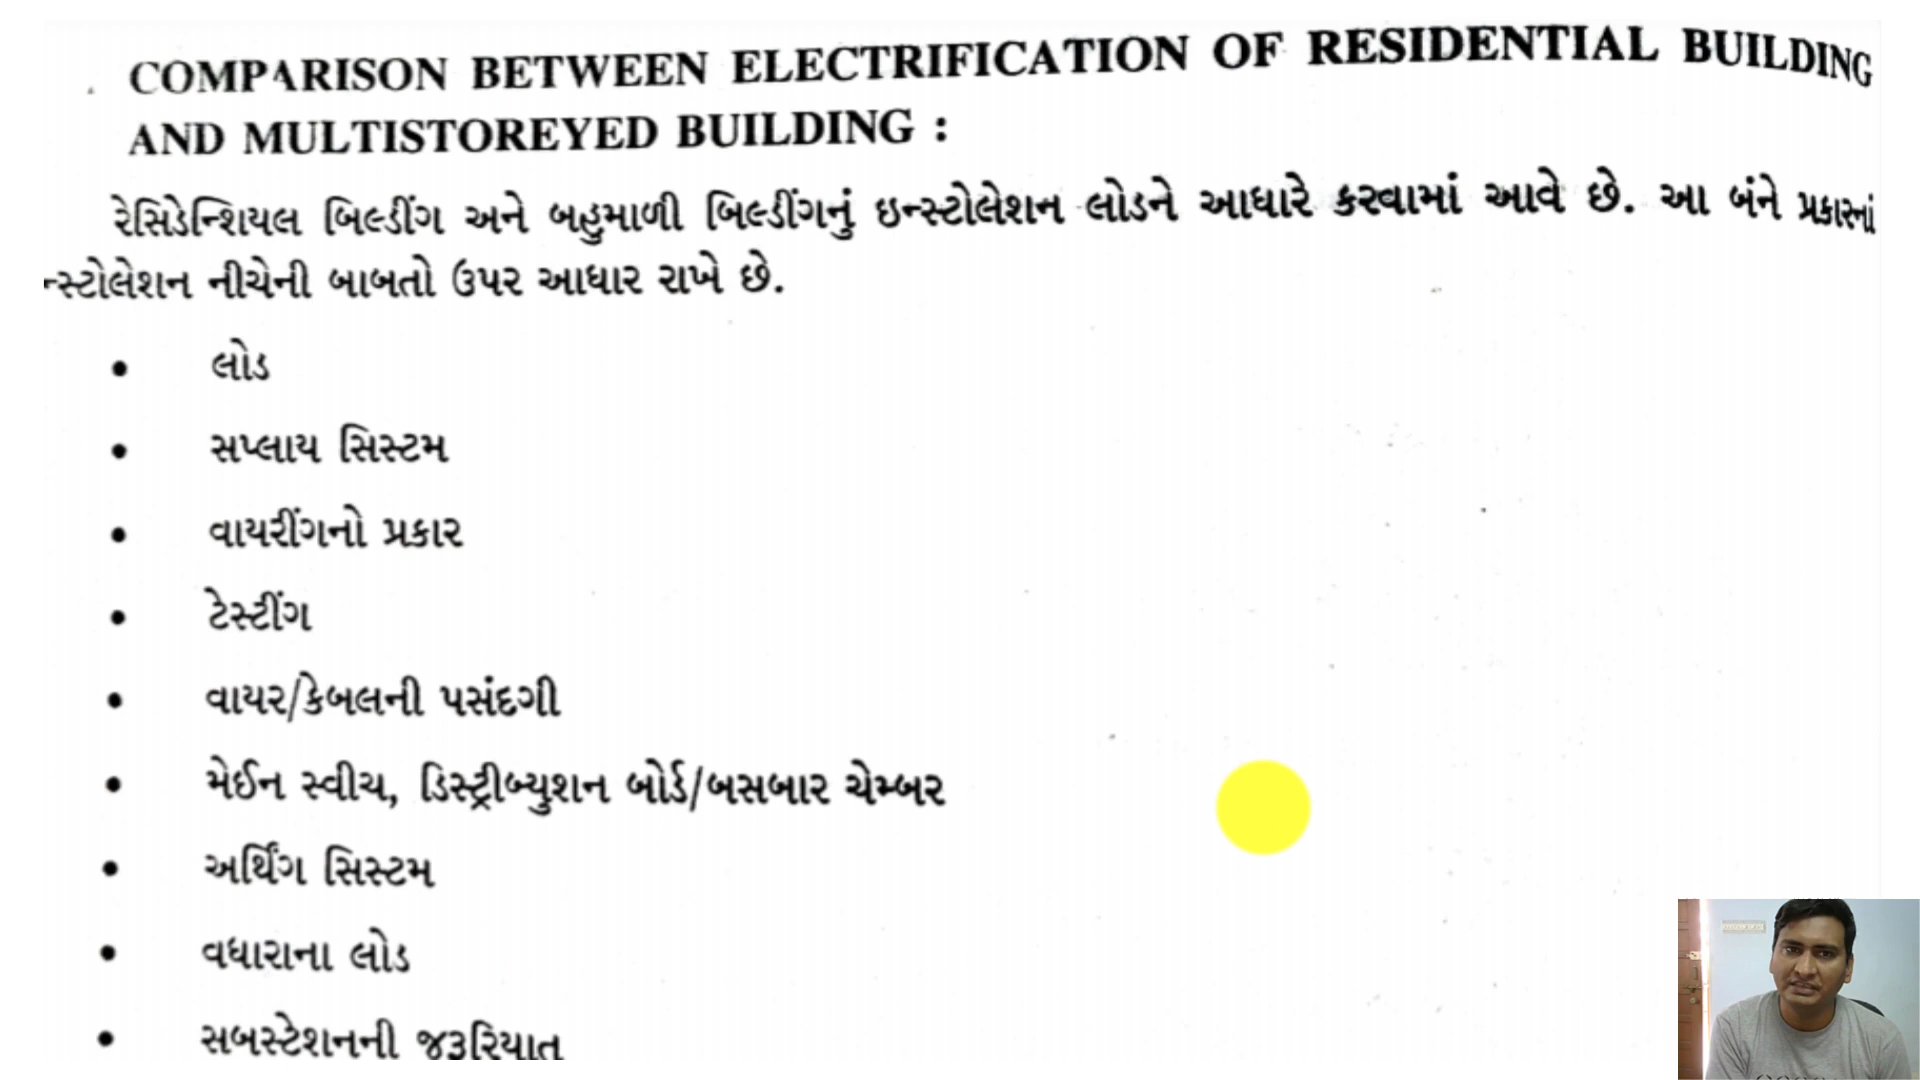 COMPARISON BETWEEN ELECTRIFICATION OF RESIDENTIAL BUILDING
AND MULTISTOREYED BUILDING :
રેસિડેન્શિયલ બિલ્ડીંગ અને બહુમાળી બિલ્ડીંગનું ઇન્સ્ટોલેશન લોડને આધારે કરવામાં આવે છે. આ બંને પ્રકારનાં
ન્સ્ટોલેશન નીચેની બાબતો ઉપર આધાર રાખે છે.
• લોડ
• સપ્લાય સિસ્ટમ
• વાયરીંગનો પ્રકાર
• ટેસ્ટીંગ
• વાયર/કેબલની પસંદગી
• મેઈન સ્વીચ, ડિસ્ટ્રીબ્યુશન બોર્ડ/બસબાર ચેમ્બર
• અર્થિંગ સિસ્ટમ
• વધારાના લોડ
• સબસ્ટેશનની જરૂરિયાત